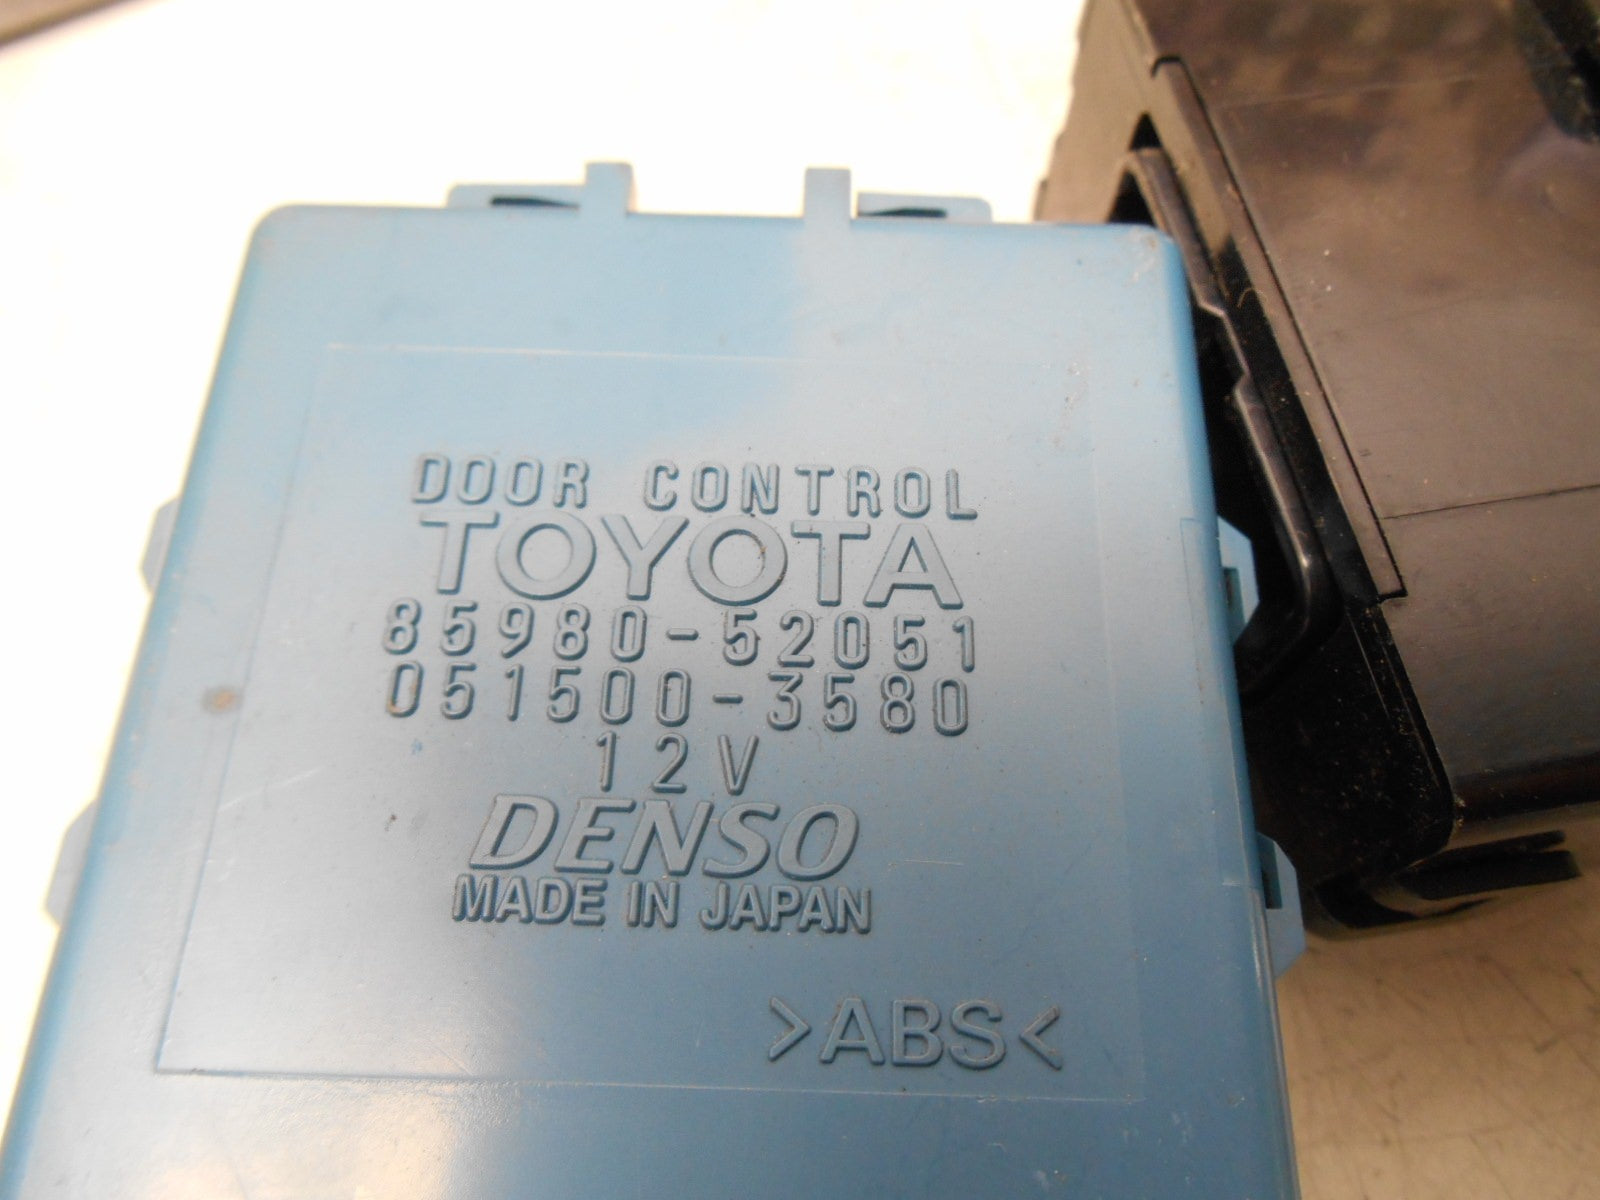 DOOR CONTROL
TOYOTA
85980-52051
051500-3580
12V
DENSO
MADE IN JAPAN
>ABS<